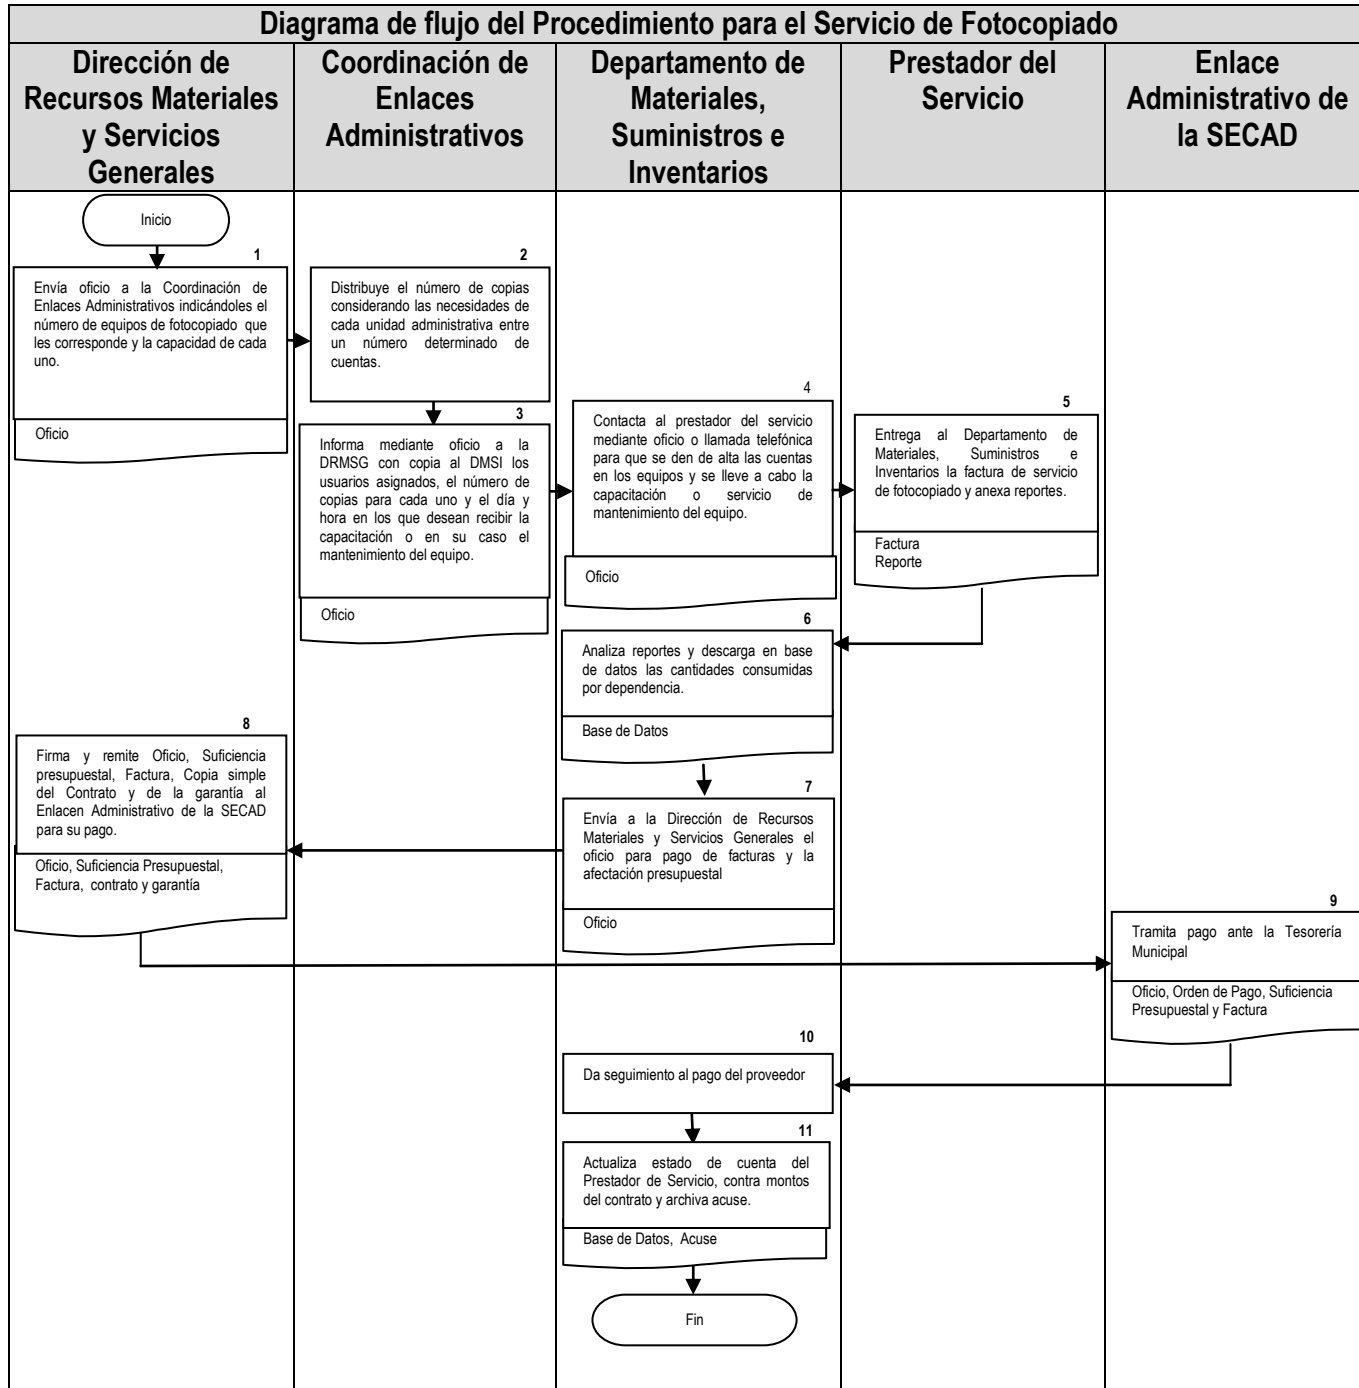 Diagrama de flujo del Procedimiento para el Servicio de Fotocopiado
Dirección de
Recursos Materiales
y Servicios
Generales
Coordinación de
Enlaces
Administrativos
Departamento de
Materiales,
Suministros e
Inventarios
Prestador del
Servicio
Enlace
Administrativo de
la SECAD
Inicio
1
Envía oficio a la Coordinación de
Enlaces Administrativos indicándoles el
número de equipos de fotocopiado que
les corresponde y la capacidad de cada
uno.
Oficio
2
Distribuye el número de copias
considerando las necesidades de
cada unidad administrativa entre
un número determinado de
cuentas.
3
Informa mediante oficio a la
DRMSG con copia al DMSI los
usuarios asignados, el número de
copias para cada uno y el día y
hora en los que desean recibir la
capacitación o en su caso el
mantenimiento del equipo.
Oficio
4
Contacta al prestador del servicio
mediante oficio o llamada telefónica
para que se den de alta las cuentas
en los equipos y se lleve a cabo la
capacitación o servicio de
mantenimiento del equipo.
Oficio
5
Entrega al Departamento de
Materiales, Suministros e
Inventarios la factura de servicio
de fotocopiado y anexa reportes.
Factura
Reporte
6
Analiza reportes y descarga en base
de datos las cantidades consumidas
por dependencia.
Base de Datos
7
Envía a la Dirección de Recursos
Materiales y Servicios Generales el
oficio para pago de facturas y la
afectación presupuestal
Oficio
8
Firma y remite Oficio, Suficiencia
presupuestal, Factura, Copia simple
del Contrato y de la garantía al
Enlacen Administrativo de la SECAD
para su pago.
Oficio, Suficiencia Presupuestal,
Factura, contrato y garantía
9
Tramita pago ante la Tesorería
Municipal
Oficio, Orden de Pago, Suficiencia
Presupuestal y Factura
10
Da seguimiento al pago del proveedor
11
Actualiza estado de cuenta del
Prestador de Servicio, contra montos
del contrato y archiva acuse.
Base de Datos, Acuse
Fin